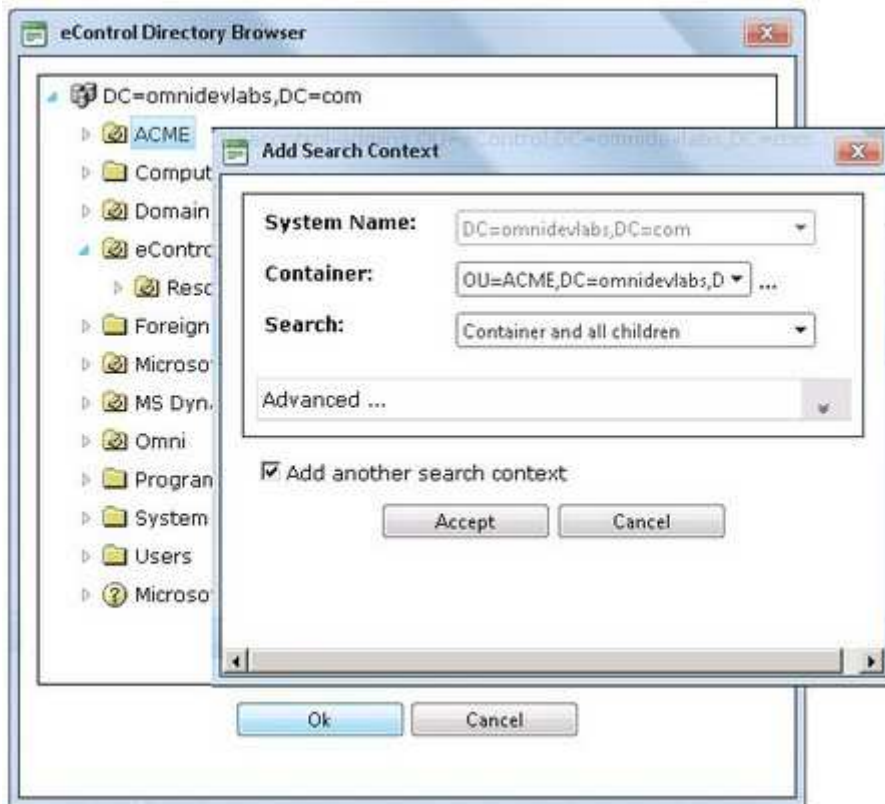 eControl Directory Browser
DC=omnidevlabs,DC=com
ACME
Comput
Domain
eContro
Reso
Foreign
Microso
MS Dyn
Omni
Program
System
Users
Microso
Ok
Cancel
Add Search Context
System Name:
DC=omnidevlabs,DC=com
Container:
OU=ACME,DC=omnidevlabs,D
...
Search:
Container and all children
Advanced ...
Add another search context
Accept
Cancel